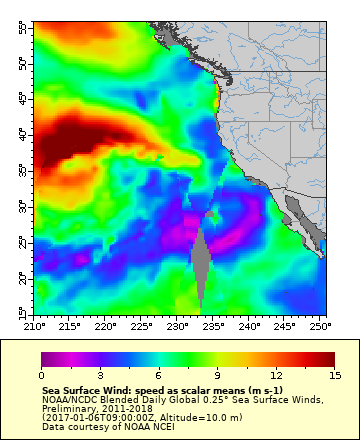 55°
50°
45°
40°
35°
30°
25°
20°
15°
210° 215° 220° 225° 230° 235° 240° 245° 250°
0 3 6 9 12 15
Sea Surface Wind: speed as scalar means (m s-1)
NOAA/NCDC Blended Daily Global 0.25° Sea Surface Winds,
Preliminary, 2011-2018
(2017-01-06T09:00:00Z, Altitude=10.0 m)
Data courtesy of NOAA NCEI